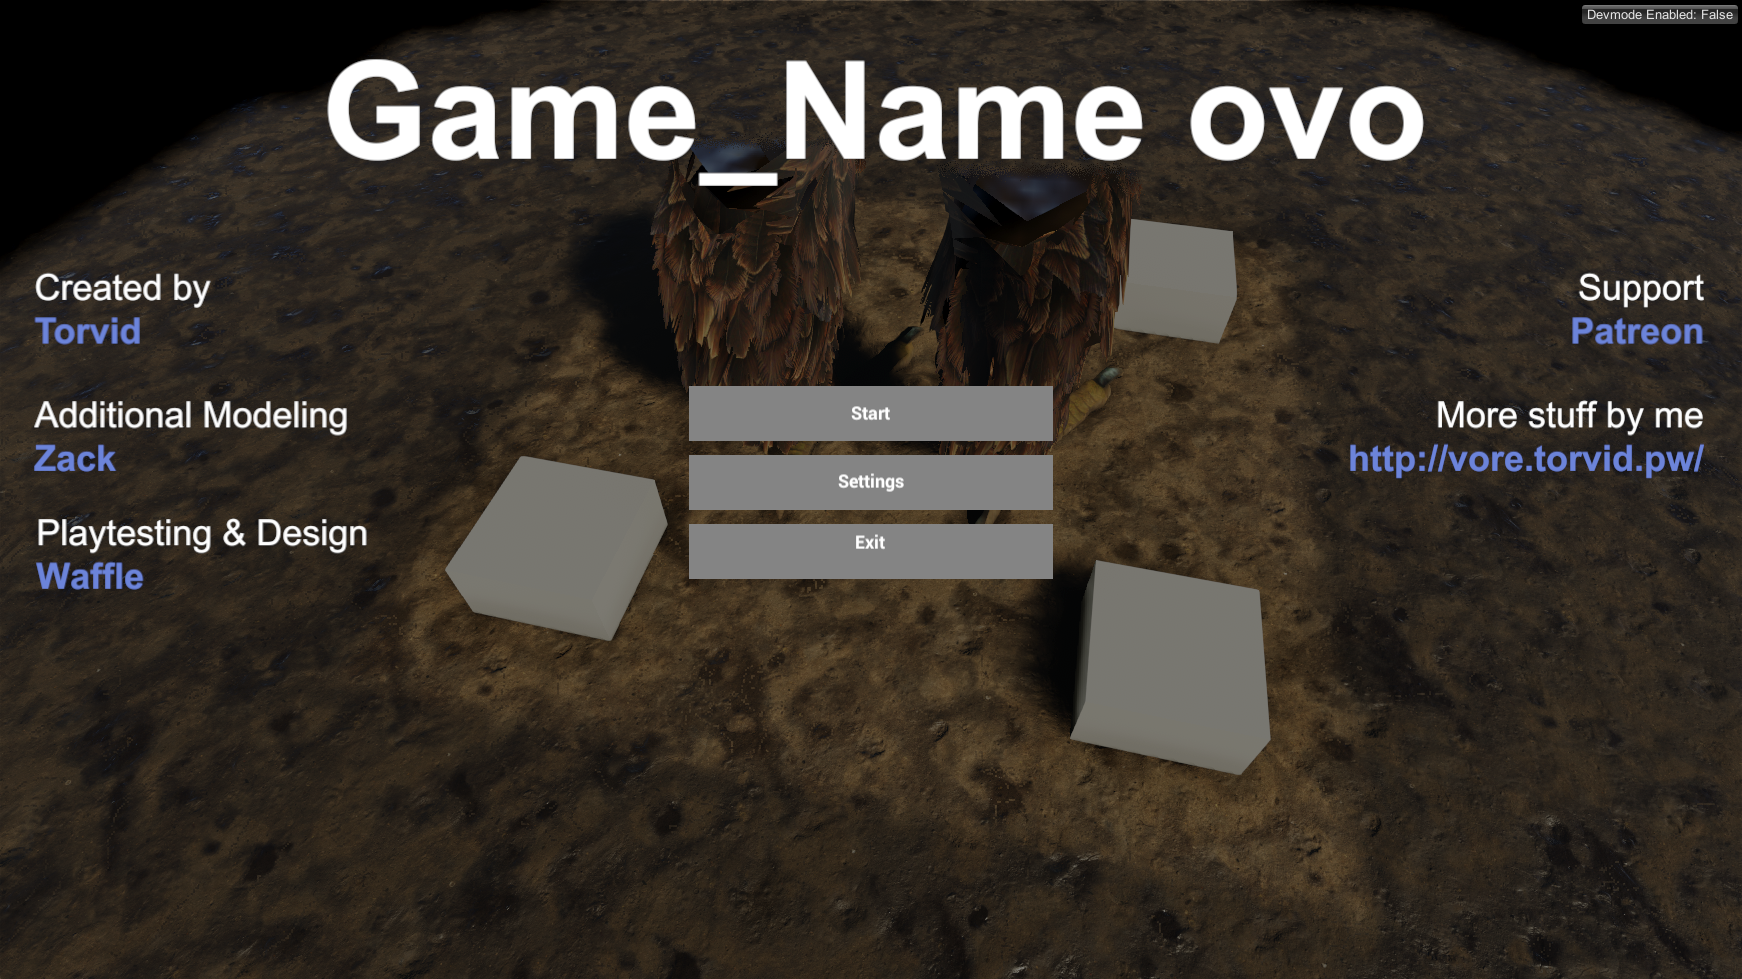 Devmode Enabled: False
Game_Name ovo
Created by
Torvid
Additional Modeling
Zack
Playtesting & Design
Waffle
Start
Settings
Exit
Support
Patreon
More stuff by me
http://vore.torvid.pw/